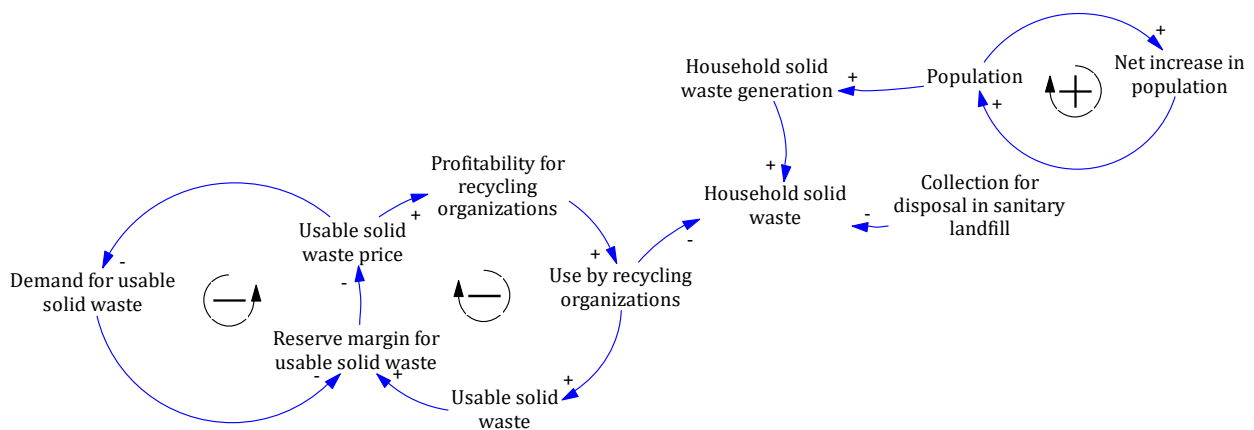 Household solid
waste generation
+
Population
+
Net increase in
population
+
+
Profitability for
recycling
organizations
+
Household solid
waste
-
Collection for
disposal in sanitary
landfill
Usable solid
waste price
+
-
-
Demand for usable
solid waste
-
+
Use by recycling
organizations
Reserve margin for
usable solid waste
-
+
+
Usable solid
waste